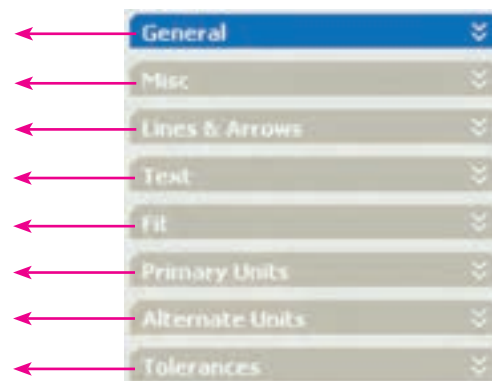 General
Misc
Lines & Arrows
Text
Fit
Primary Units
Alternate Units
Tolerances